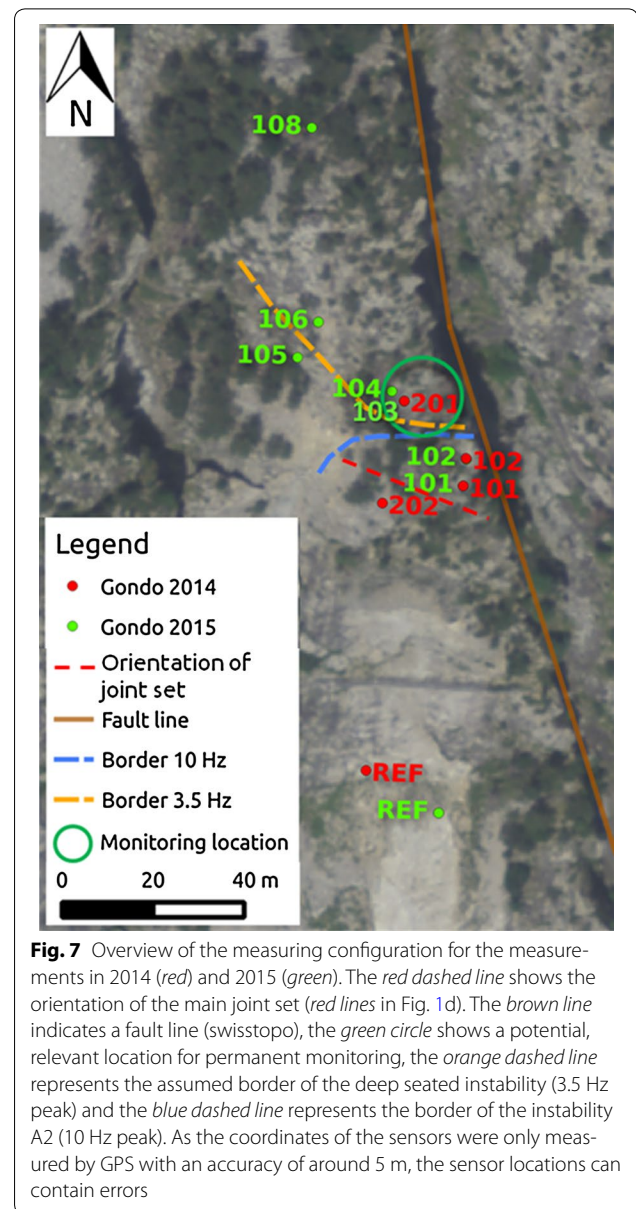 N
108
106
105
104
201
103
102
102
101
101
202
Legend
Gondo 2014
Gondo 2015
Orientation of
joint set
Fault line
Border 10 Hz
Border 3.5 Hz
Monitoring location
0 20 40 m
REF
REF
Fig. 7 Overview of the measuring configuration for the measure-
ments in 2014 (red) and 2015 (green). The red dashed line shows the
orientation of the main joint set (red lines in Fig. 1d). The brown line
indicates a fault line (swisstopo), the green circle shows a potential,
relevant location for permanent monitoring, the orange dashed line
represents the assumed border of the deep seated instability (3.5 Hz
peak) and the blue dashed line represents the border of the instability
A2 (10 Hz peak). As the coordinates of the sensors were only meas-
ured by GPS with an accuracy of around 5 m, the sensor locations can
contain errors